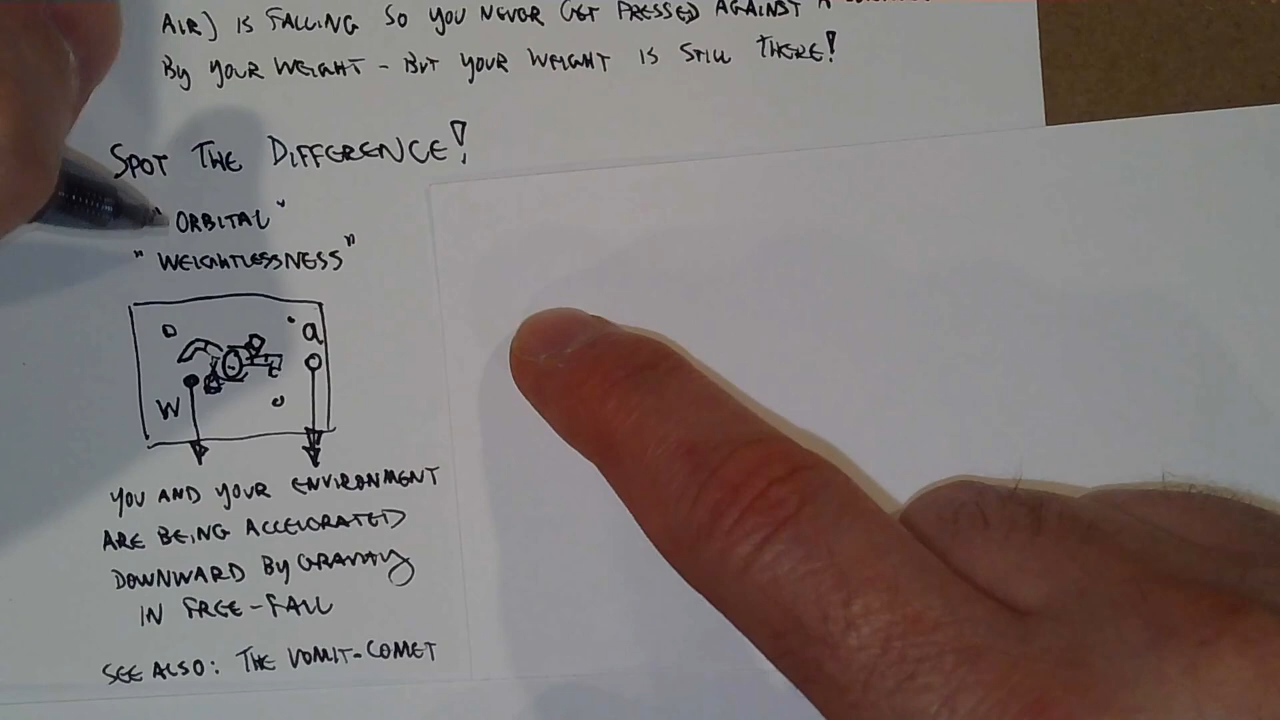 AIR) IS FALLING SO YOU NEVER GET PRESSED AGAINST A
BY YOUR WEIGHT - BUT YOUR WEIGHT IS STILL THERE!
SPOT THE DIFFERENCE!
"ORBITAL"
"WEIGHTLESSNESS"
a
W
YOU AND YOUR ENVIRONMENT
ARE BEING ACCELORATED
DOWNWARD BY GRAVITY
IN FREE-FALL
SEE ALSO: THE VOMIT-COMET